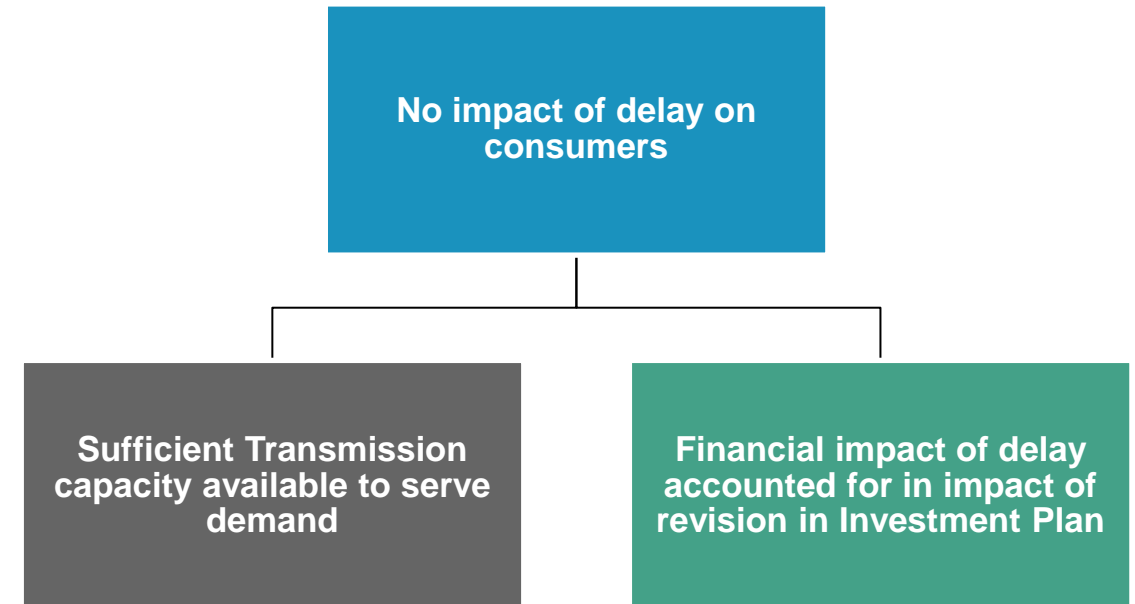 No impact of delay on
consumers
Sufficient Transmission
capacity available to serve
demand
Financial impact of delay
accounted for in impact of
revision in Investment Plan